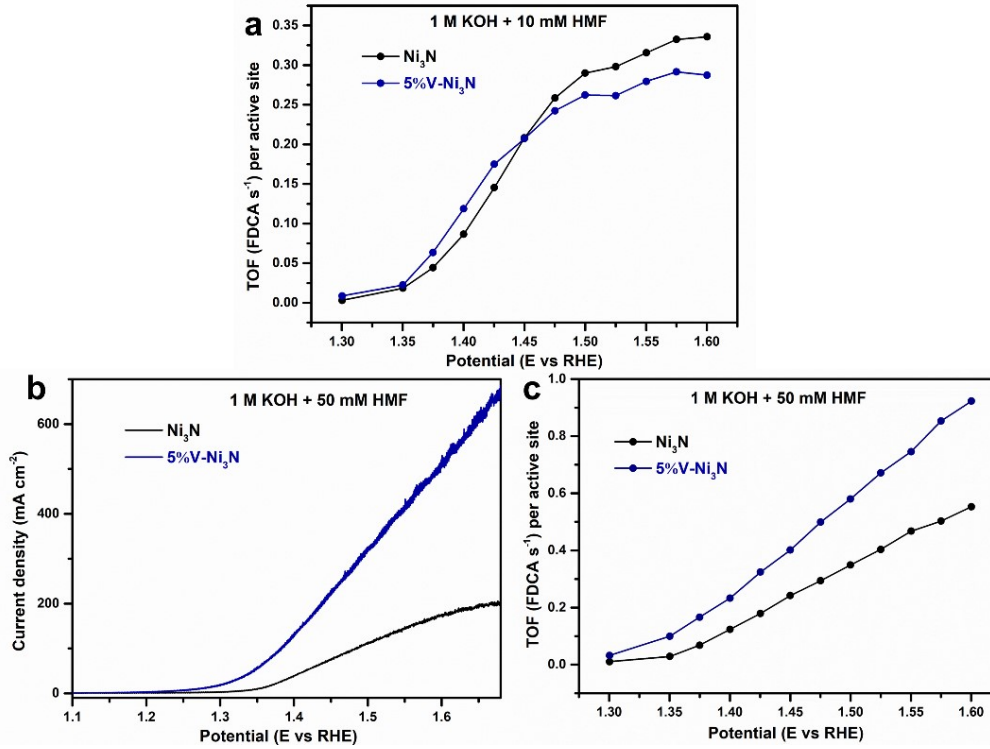 a
1 M KOH + 10 mM HMF
Ni₃N
5%V-Ni₃N
TOF (FDCA s⁻¹) per active site
0.35
0.30
0.25
0.20
0.15
0.10
0.05
0.00
1.30 1.35 1.40 1.45 1.50 1.55 1.60
Potential (E vs RHE)
b
1 M KOH + 50 mM HMF
Ni₃N
5%V-Ni₃N
Current density (mA cm⁻²)
600
400
200
0
1.1 1.2 1.3 1.4 1.5 1.6
Potential (E vs RHE)
c
1 M KOH + 50 mM HMF
Ni₃N
5%V-Ni₃N
TOF (FDCA s⁻¹) per active site
1.0
0.8
0.6
0.4
0.2
0.0
1.30 1.35 1.40 1.45 1.50 1.55 1.60
Potential (E vs RHE)